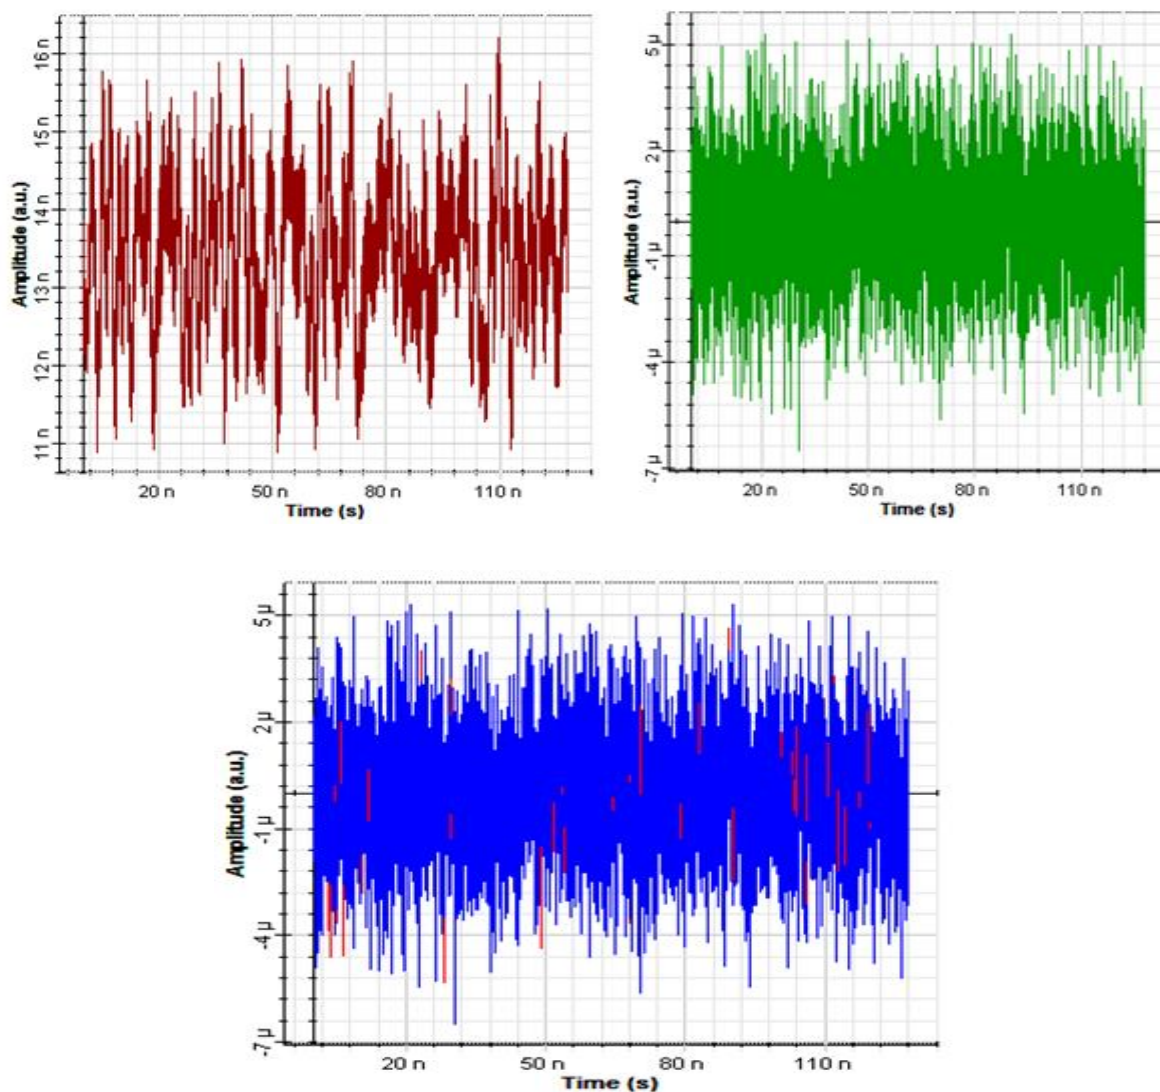 Amplitude (a.u.)
16 n
15 n
14 n
13 n
12 n
11 n
20 n 50 n 80 n 110 n
Time (s)
Amplitude (a.u.)
5 µ
2 µ
-1 µ
-4 µ
-7 µ
20 n 50 n 80 n 110 n
Time (s)
Amplitude (a.u.)
5 µ
2 µ
-1 µ
-4 µ
-7 µ
20 n 50 n 80 n 110 n
Time (s)